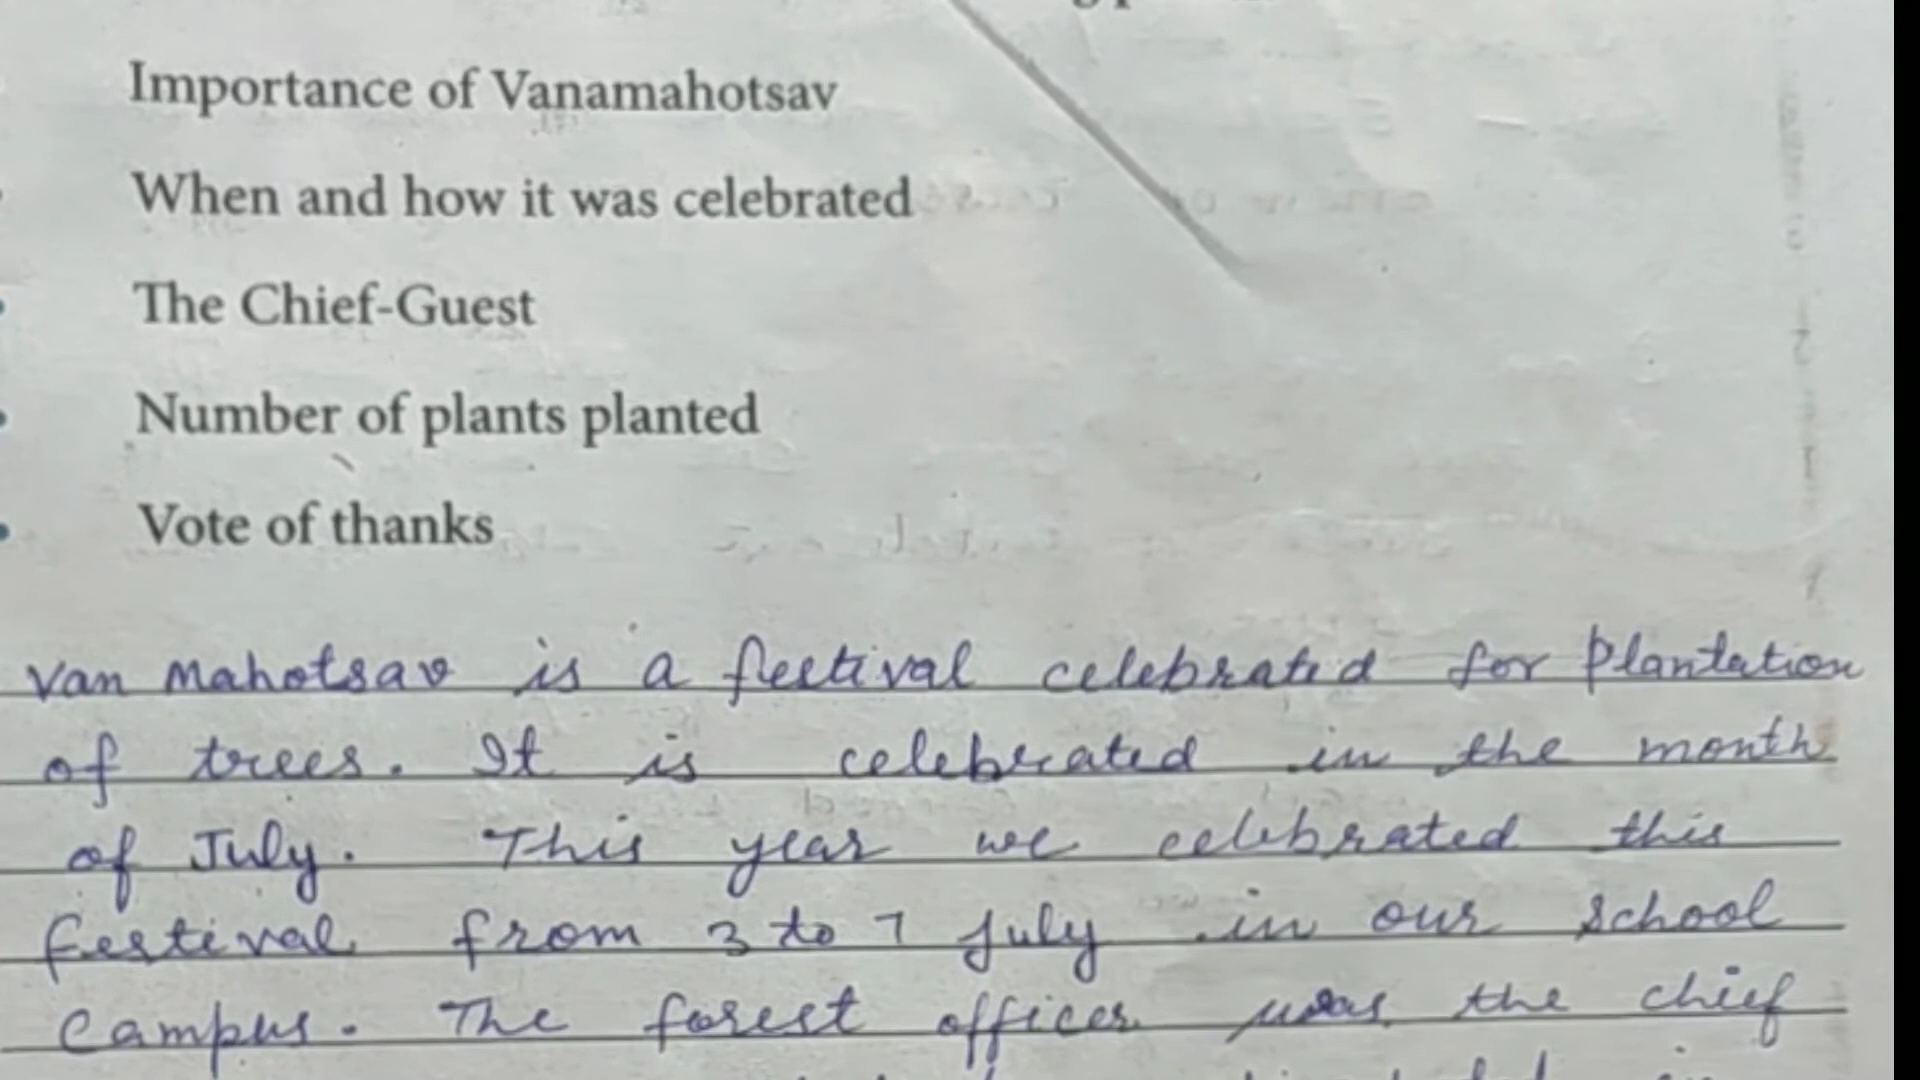 Importance of Vanamahotsav
When and how it was celebrated
The Chief-Guest
Number of plants planted
Vote of thanks
Van Mahotsav is a festival celebrated for Plantation
of trees. It is celebrated in the month
of July. This year we celebrated this
festival from 3 to 7 July in our school
campus. The forest officer was the chief